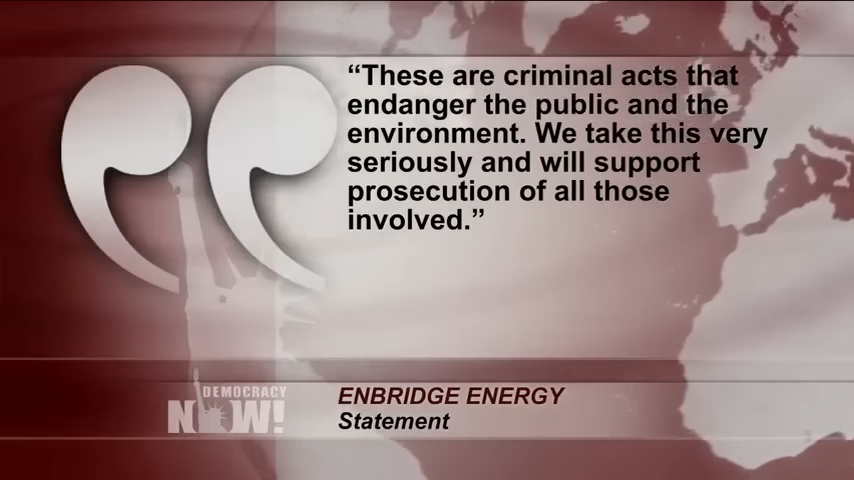 “These are criminal acts that
endanger the public and the
environment. We take this very
seriously and will support
prosecution of all those
involved.”
DEMOCRACY
NOW!
ENBRIDGE ENERGY
Statement